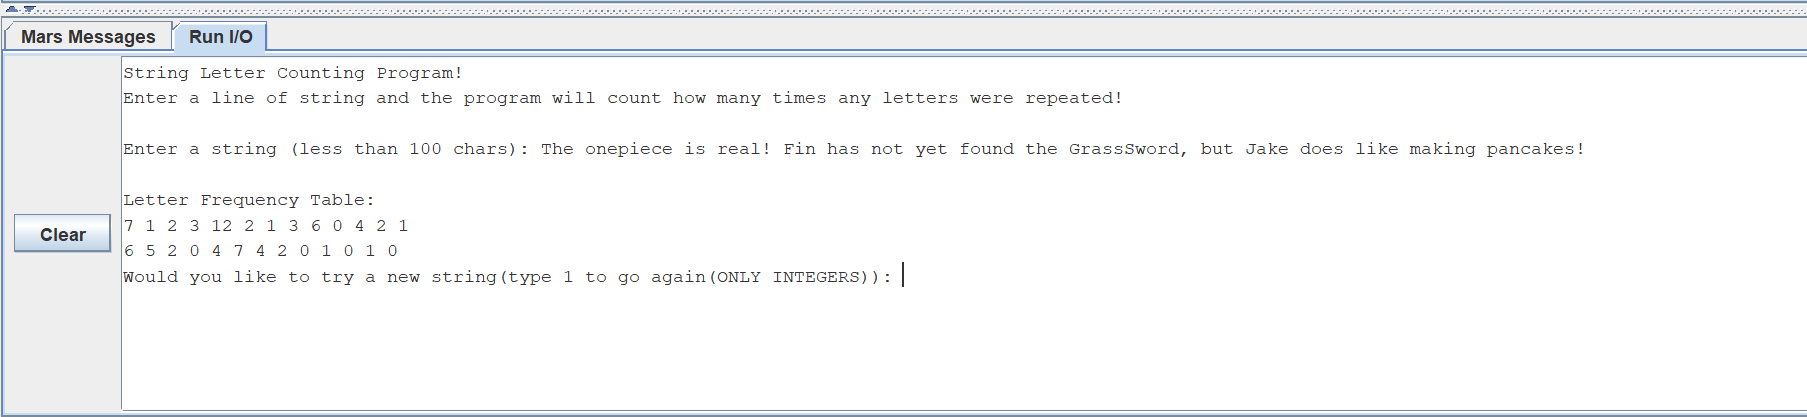 Mars Messages Run I/O
String Letter Counting Program!
Enter a line of string and the program will count how many times any letters were repeated!
Enter a string (less than 100 chars): The onepiece is real! Fin has not yet found the GrassSword, but Jake does like making pancakes!
Letter Frequency Table:
7 1 2 3 12 2 1 3 6 0 4 2 1
6 5 2 0 4 7 4 2 0 1 0 1 0
Would you like to try a new string(type 1 to go again(ONLY INTEGERS)):
Clear